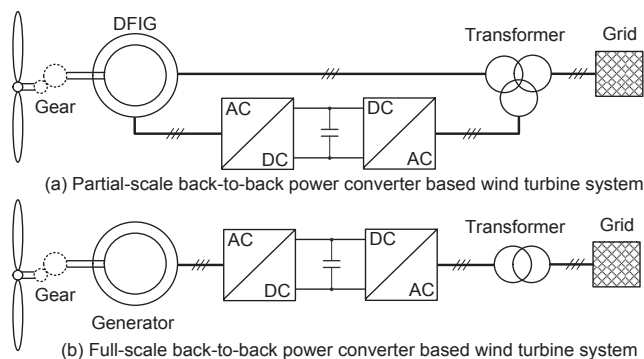 DFIG
Transformer
Grid
Gear
AC
DC
DC
AC
(a) Partial-scale back-to-back power converter based wind turbine system
Transformer
Grid
AC
DC
DC
AC
Gear
Generator
(b) Full-scale back-to-back power converter based wind turbine system